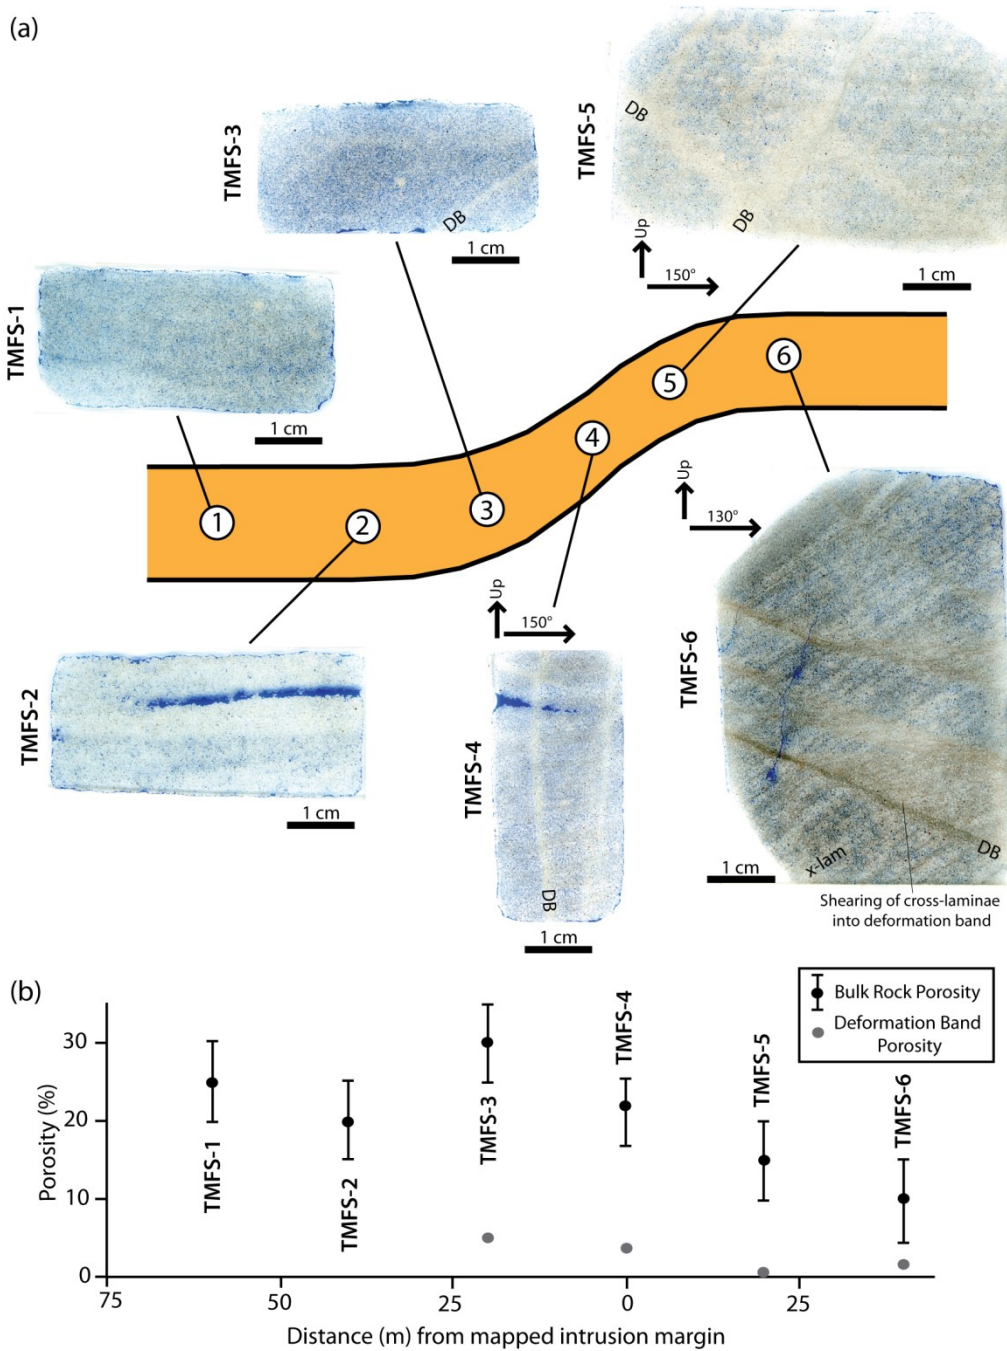 (a)
TMFS-3
DB
1 cm
TMFS-5
DB
DB
Up
150°
1 cm
TMFS-1
1 cm
1
2
3
4
5
6
Up
130°
TMFS-2
1 cm
Up
150°
TMFS-4
DB
1 cm
TMFS-6
x-lam
DB
1 cm
Shearing of cross-laminae
into deformation band
(b)
Bulk Rock Porosity
Deformation Band
Porosity
Porosity (%)
30
20
10
0
TMFS-1
TMFS-2
TMFS-3
TMFS-4
TMFS-5
TMFS-6
75
50
25
0
25
Distance (m) from mapped intrusion margin